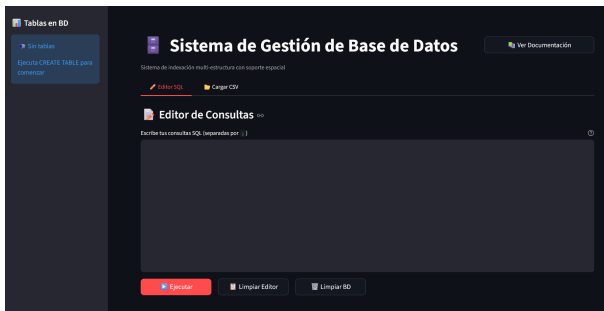 Tablas en BD
Sin tablas
Ejecuta CREATE TABLE para
comenzar
Sistema de Gestión de Base de Datos
Ver Documentación
Sistema de indexación multi-estructura con soporte espacial
Editor SQL
Cargar CSV
Editor de Consultas
Escribe tus consultas SQL (separadas por ;)
Ejecutar
Limpiar Editor
Limpiar BD